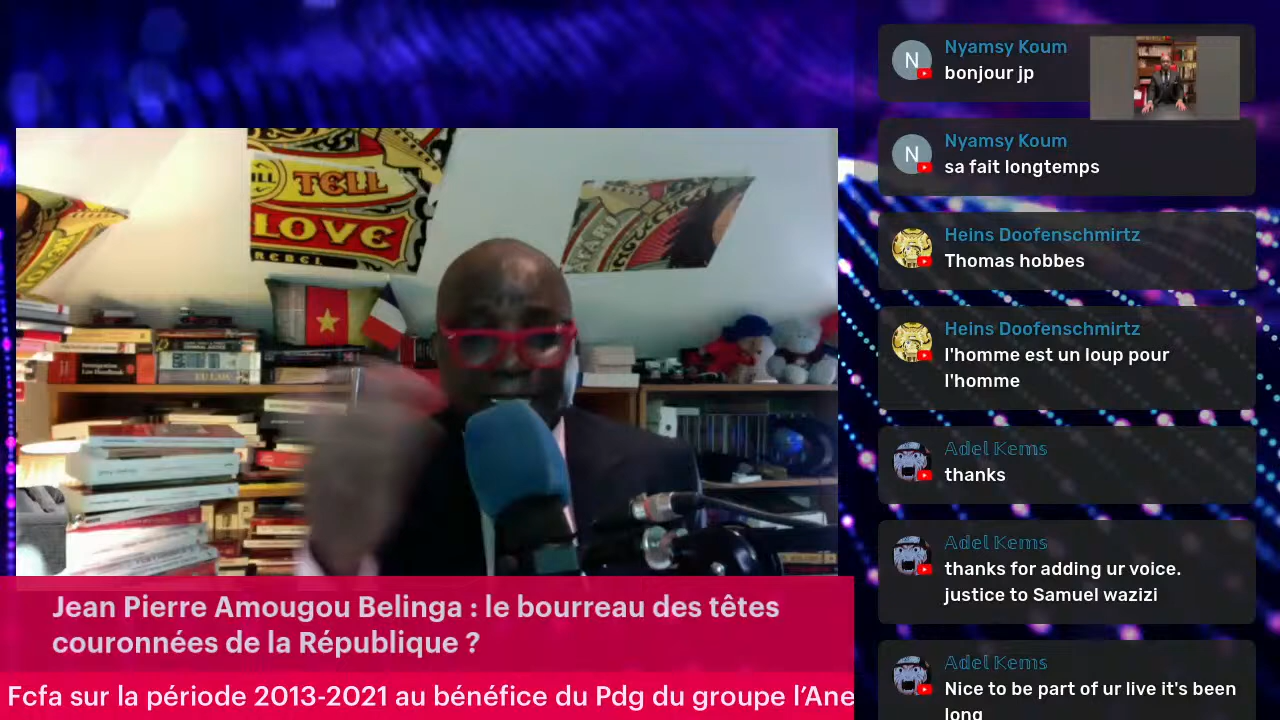 TELL
LOVE
REBEL
Jean Pierre Amougou Belinga : le bourreau des têtes
couronnées de la République ?
Fcfa sur la période 2013-2021 au bénéfice du Pdg du groupe l’Ane
N
Nyamsy Koum
bonjour jp
N
Nyamsy Koum
sa fait longtemps
Heins Doofenschmirtz
Thomas hobbes
Heins Doofenschmirtz
l'homme est un loup pour
l'homme
Adel Kems
thanks
Adel Kems
thanks for adding ur voice.
justice to Samuel wazizi
Adel Kems
Nice to be part of ur live it's been
long